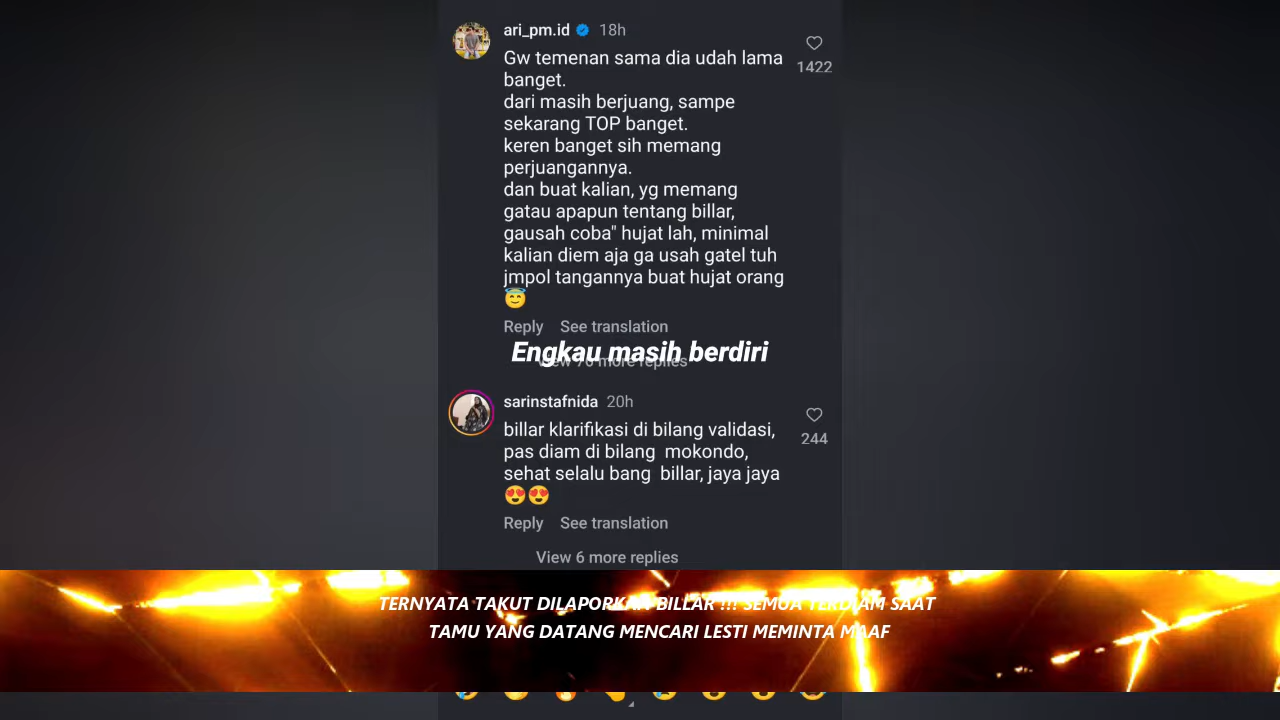 ari_pm.id 18h
Gw temenan sama dia udah lama
banget.
1422
dari masih berjuang, sampe
sekarang TOP banget.
keren banget sih memang
perjuangannya.
dan buat kalian, yg memang
gatau apapun tentang billar,
gausah coba" hujat lah, minimal
kalian diem aja ga usah gatel tuh
jmpol tangannya buat hujat orang
😇
Reply See translation
Engkau masih berdiri
View 70 more replies
sarinstafnida 20h
billar klarifikasi di bilang validasi,
pas diam di bilang mokondo,
244
sehat selalu bang billar, jaya jaya
😍😍
Reply See translation
View 6 more replies
TERNYATA TAKUT DILAPORKAN BILLAR !!! SEMUA TERDIAM SAAT
TAMU YANG DATANG MENCARI LESTI MEMINTA MAAF